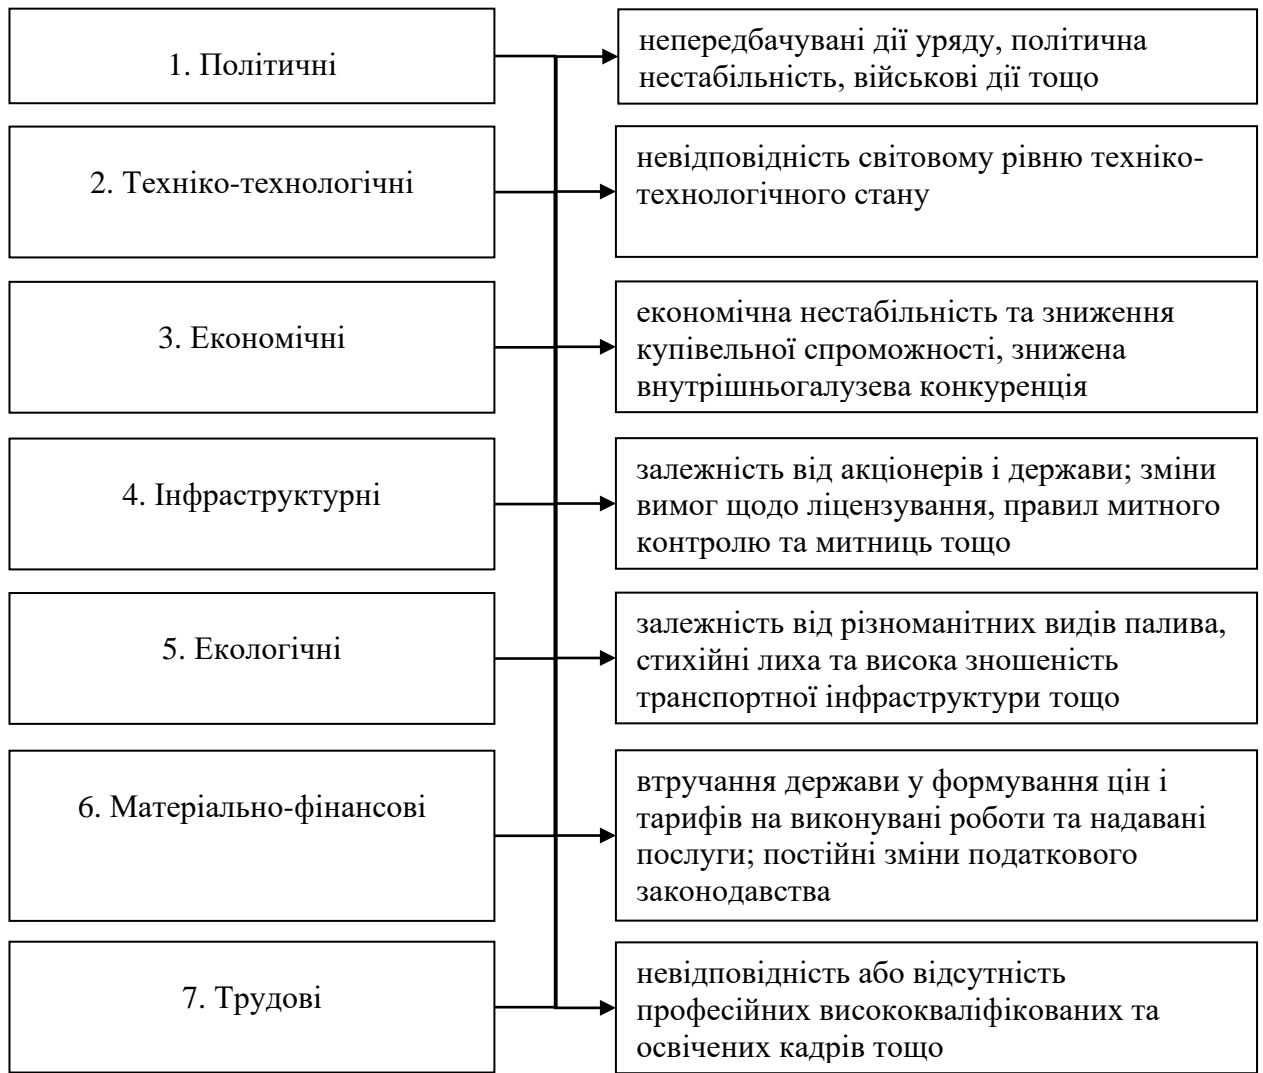 1. Політичні
непередбачувані дії уряду, політична
нестабільність, військові дії тощо
2. Техніко-технологічні
невідповідність світовому рівню техніко-
технологічного стану
3. Економічні
економічна нестабільність та зниження
купівельної спроможності, знижена
внутрішньогалузева конкуренція
4. Інфраструктурні
залежність від акціонерів і держави; зміни
вимог щодо ліцензування, правил митного
контролю та митниць тощо
5. Екологічні
залежність від різноманітних видів палива,
стихійні лиха та висока зношеність
транспортної інфраструктури тощо
6. Матеріально-фінансові
втручання держави у формування цін і
тарифів на виконувані роботи та надавані
послуги; постійні зміни податкового
законодавства
7. Трудові
невідповідність або відсутність
професійних висококваліфікованих та
освічених кадрів тощо